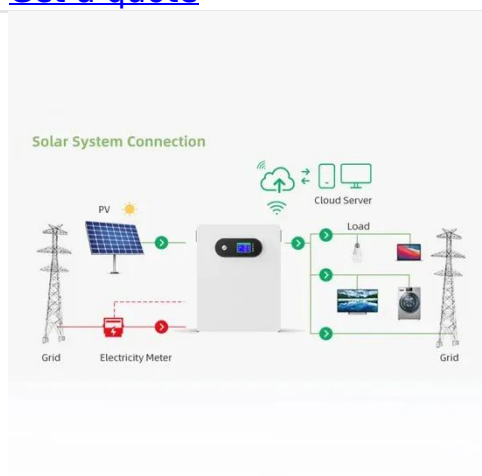 Get a quote
Solar System Connection
Cloud Server
PV
Load
Grid
Electricity Meter
Grid